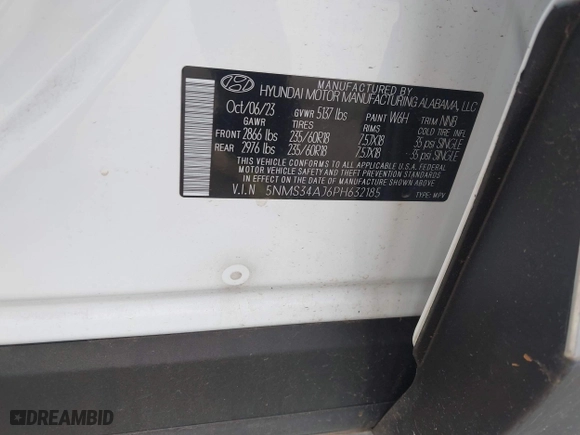 MANUFACTURED BY
HYUNDAI MOTOR MANUFACTURING ALABAMA, LLC
Oct/06/23 GVWR 5137 lbs PAINT W6H TRIM NNB
GAWR TIRES RIMS COLD TIRE INFL
FRONT 2866 lbs 235/60R18 7.5JX18 35 psi SINGLE
REAR 2976 lbs 235/60R18 7.5JX18 35 psi SINGLE
THIS VEHICLE CONFORMS TO ALL APPLICABLE U.S.A. FEDERAL
MOTOR VEHICLE SAFETY AND THEFT PREVENTION STANDARDS
IN EFFECT ON THE DATE OF MANUFACTURE SHOWN ABOVE.
V.I.N 5NMS34AJ6PH632185 TYPE: MPV
DREAMBID